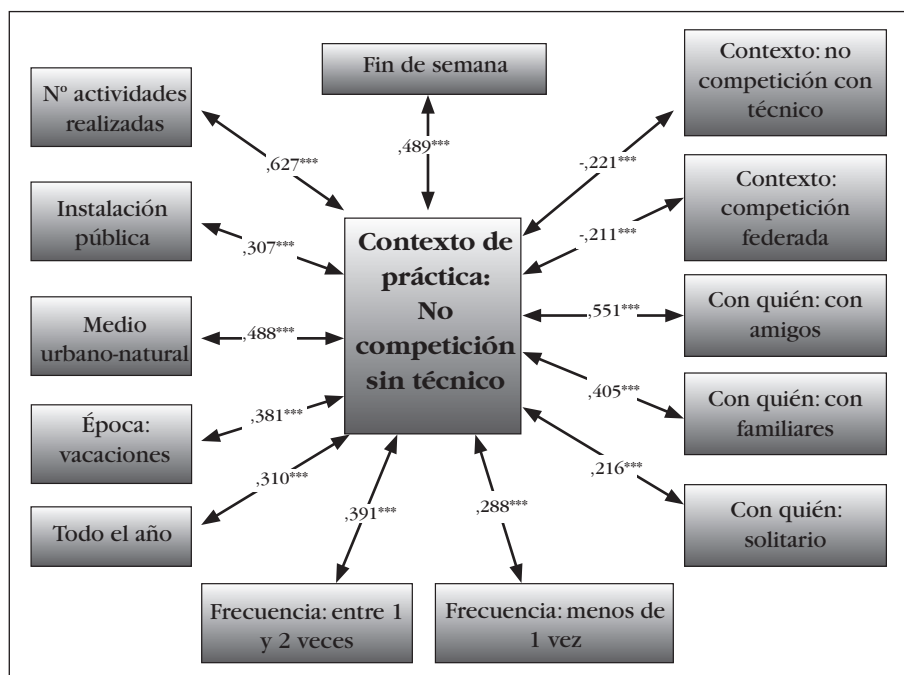 Fin de semana
Nº actividades
realizadas
Contexto: no
competición con
técnico
,489***
,627***
-,221***
Instalación
pública
Contexto:
competición
federada
,307***
-,211***
Contexto de
práctica:
No
competición
sin técnico
Medio
urbano-natural
,488***
,551***
Con quién: con
amigos
Época:
vacaciones
,381***
,405***
Con quién: con
familiares
Todo el año
,310***
,216***
Con quién:
solitario
,391***
,288***
Frecuencia: entre 1
y 2 veces
Frecuencia: menos de
1 vez